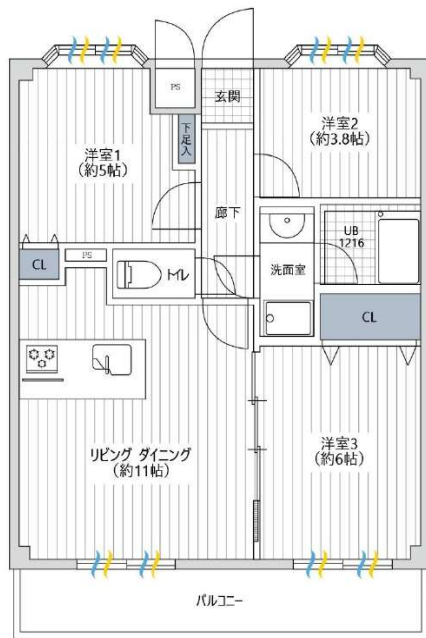 PS
玄関
下足入
洋室1
(約5帖)
洋室2
(約3.8帖)
廊下
UB
1216
CL
PS
トイレ
洗面室
CL
リビング ダイニング
(約11帖)
洋室3
(約6帖)
バルコニー